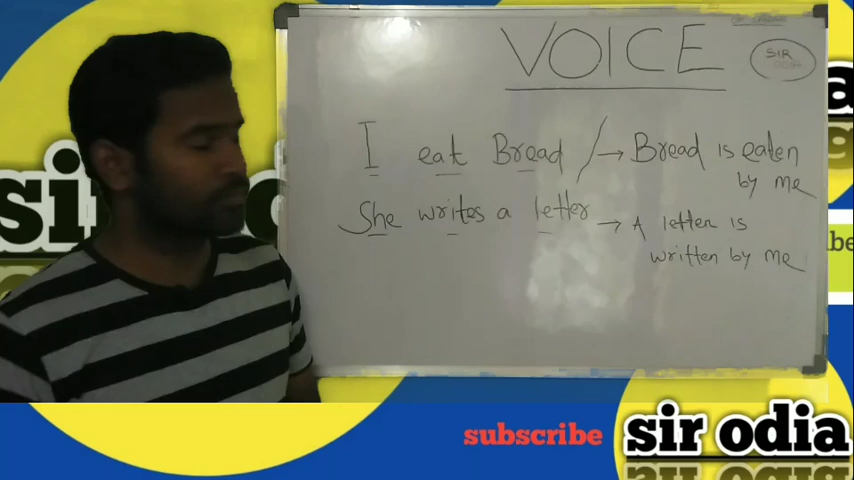 VOICE
SIR
I eat Bread / → Bread is eaten
by me
She writes a letter → A letter is
written by me
subscribe
sir odia